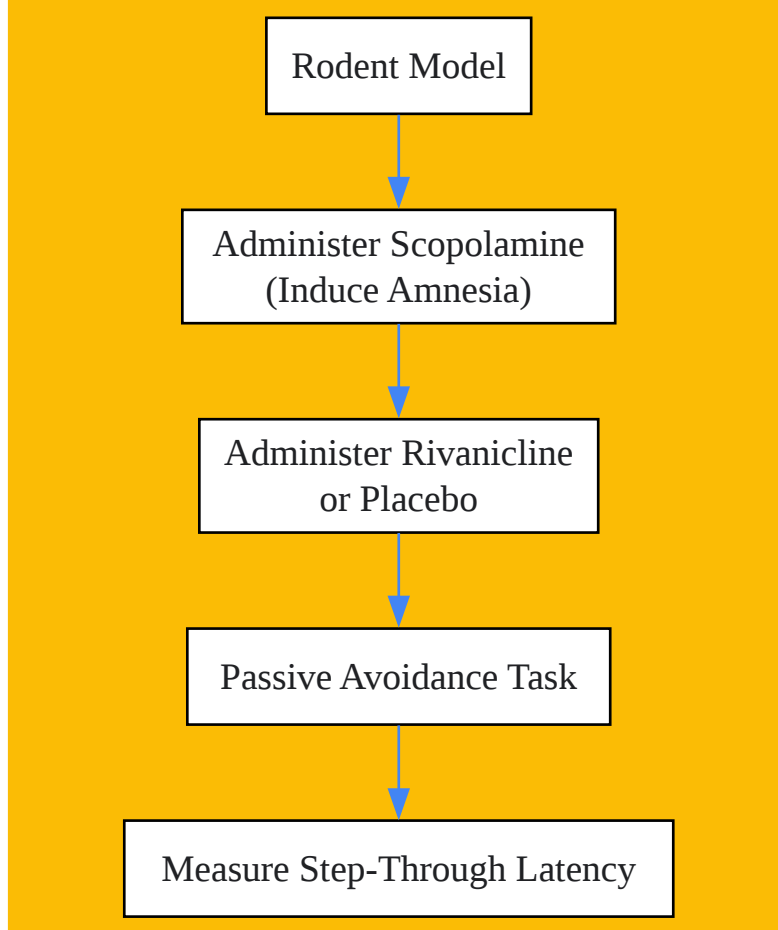 Rodent Model
Administer Scopolamine
(Induce Amnesia)
Administer Rivanicline
or Placebo
Passive Avoidance Task
Measure Step-Through Latency